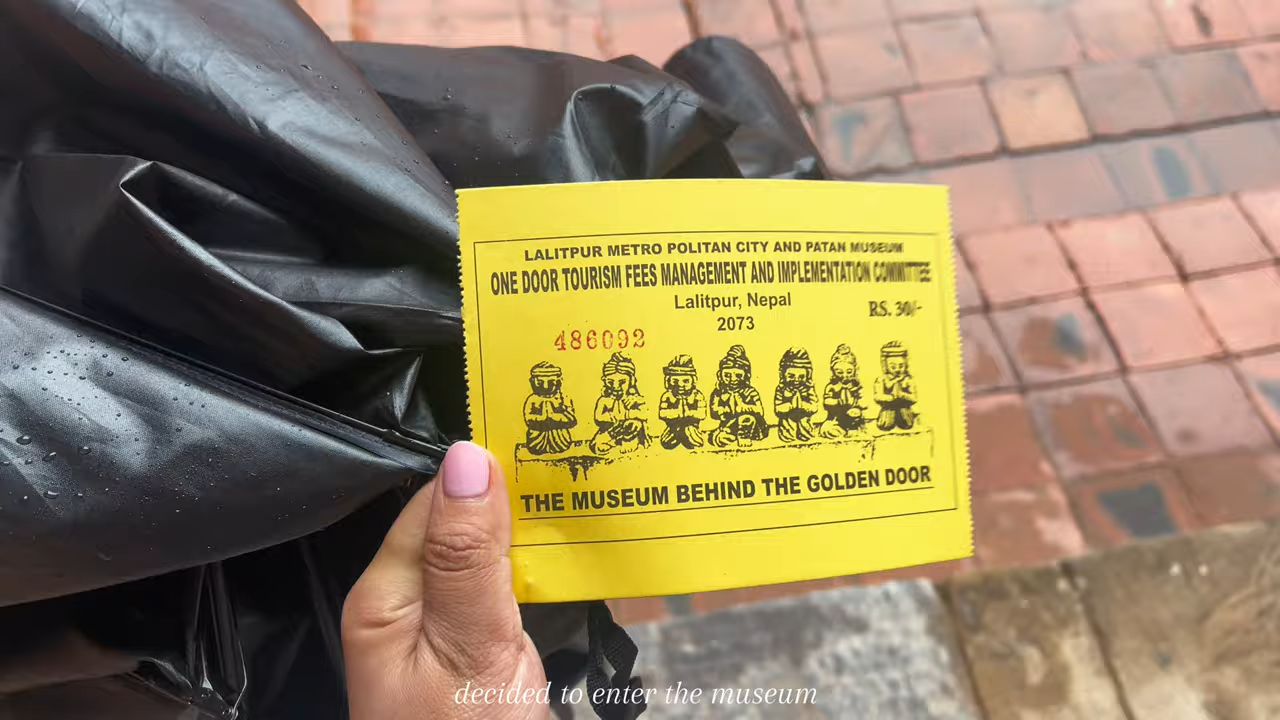 LALITPUR METRO POLITAN CITY AND PATAN MUSEUM
ONE DOOR TOURISM FEES MANAGEMENT AND IMPLEMENTATION COMMITTEE
Lalitpur, Nepal
RS. 30/-
2073
486092
THE MUSEUM BEHIND THE GOLDEN DOOR
decided to enter the museum